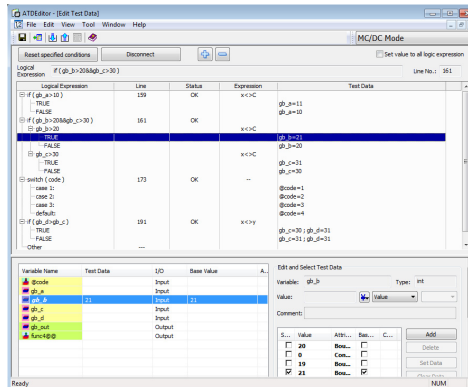 ATDEditor - [Edit Test Data]
File Edit View Tool Window Help
MC/DC Mode
Reset specified conditions Disconnect Set value to all logic expression
Logical Expression if ( gb_b>20&&gb_c>30 ) Line No.: 161
Logical Expression Line Status Expression Test Data
if ( gb_a>10 ) 159 OK x<>C
TRUE gb_a=11
FALSE gb_a=10
if ( gb_b>20&&gb_c>30 ) 161 OK
gb_b>20 x<>C
TRUE gb_b=21
FALSE gb_b=20
gb_c>30 x<>C
TRUE gb_c=31
FALSE gb_c=30
switch ( code ) 173 OK --
case 1: @code=1
case 2: @code=2
case 3: @code=3
default: @code=4
if ( gb_d>gb_c ) 191 OK x<>y
TRUE gb_c=30 ; gb_d=31
FALSE gb_c=31 ; gb_d=31
Other ---
Variable Name Test Data I/O Base Value A..
@code Input
gb_a Input
gb_b 21 Input 21
gb_c Input
gb_d Input
gb_out Output
func4@@ Output
Edit and Select Test Data
Variable: gb_b Type: int
Value: Value
Comment:
S... Value Attri... Bas... C...
20 Bou...
0 Com...
19 Bou...
21 Bou...
Add
Delete
Set Data
Clear Data
Ready NUM